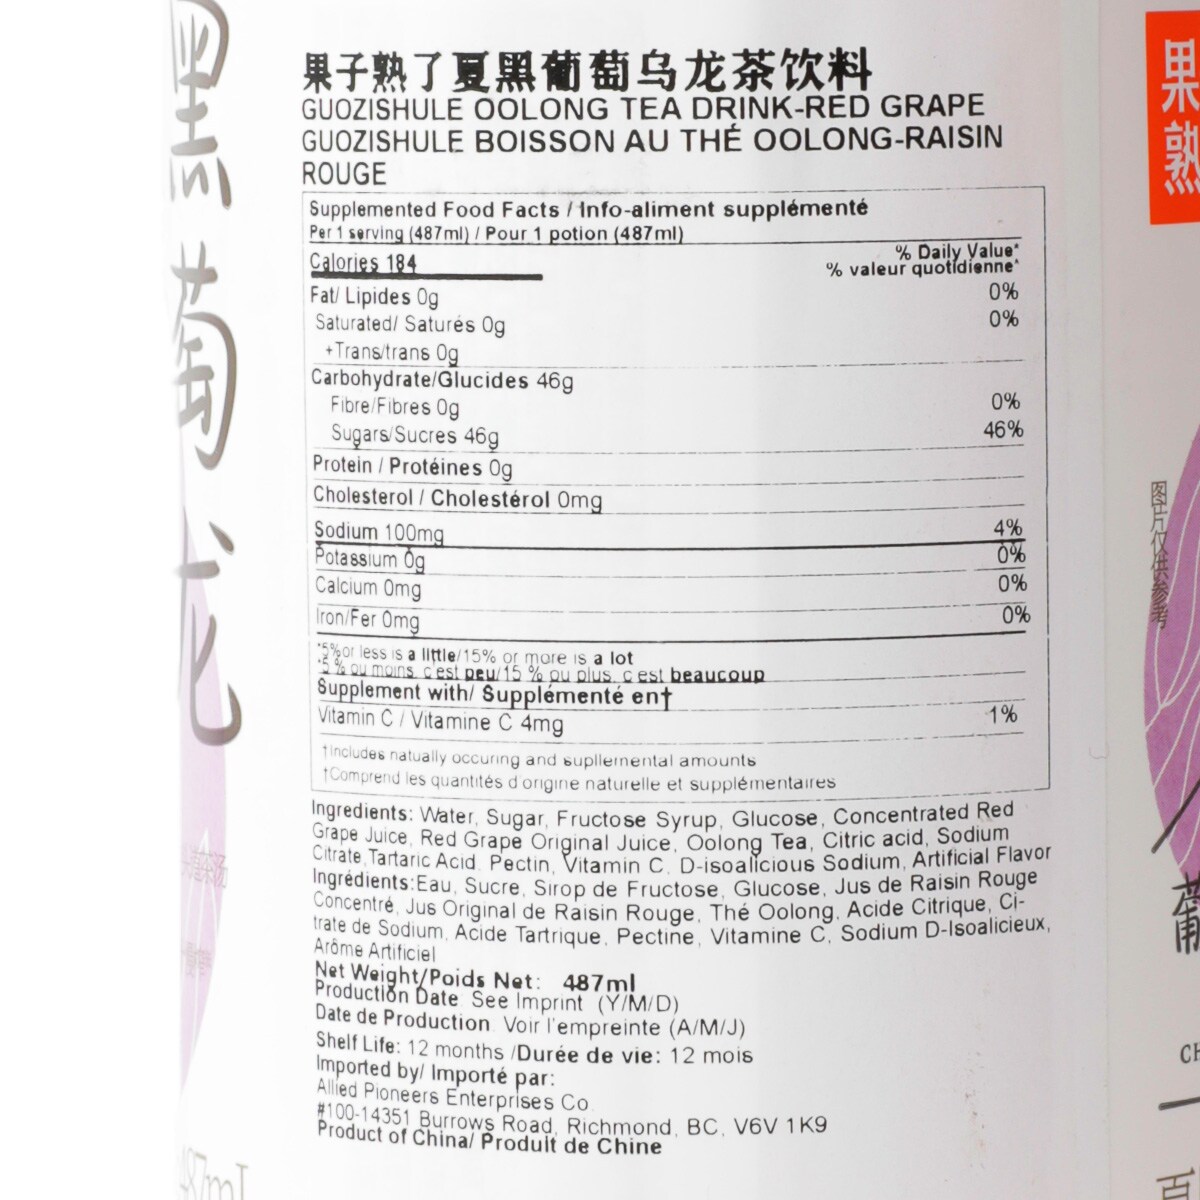 黑萄龙
果子熟了夏黑葡萄乌龙茶饮料
GUOZISHULE OOLONG TEA DRINK-RED GRAPE
GUOZISHULE BOISSON AU THÉ OOLONG-RAISIN
ROUGE
Supplemented Food Facts / Info-aliment supplémenté
Per 1 serving (487ml) / Pour 1 potion (487ml)
Calories 184
% Daily Value*
% valeur quotidienne*
Fat/ Lipides 0g 0%
Saturated/ Saturés 0g 0%
+Trans/trans 0g
Carbohydrate/Glucides 46g
Fibre/Fibres 0g 0%
Sugars/Sucres 46g 46%
Protein / Protéines 0g
Cholesterol / Cholestérol 0mg
Sodium 100mg 4%
Potassium 0g 0%
Calcium 0mg 0%
Iron/Fer 0mg 0%
*5%or less is a little/15% or more is a lot
*5 % ou moins c'est peu/15 % ou plus c'est beaucoup
Supplement with/ Supplémenté en†
Vitamin C / Vitamine C 4mg 1%
†Includes natually occuring and supllemental amounts
†Comprend les quantités d'origine naturelle et supplémentaires
Ingredients: Water, Sugar, Fructose Syrup, Glucose, Concentrated Red
Grape Juice, Red Grape Original Juice, Oolong Tea, Citric acid, Sodium
Citrate, Tartaric Acid, Pectin, Vitamin C, D-isoalicious Sodium, Artificial Flavor
Ingrédients:Eau, Sucre, Sirop de Fructose, Glucose, Jus de Raisin Rouge
Concentré, Jus Original de Raisin Rouge, Thé Oolong, Acide Citrique, Ci-
trate de Sodium, Acide Tartrique, Pectine, Vitamine C, Sodium D-Isoalicieux,
Arôme Artificiel
Net Weight/Poids Net: 487ml
Production Date See Imprint (Y/M/D)
Date de Production Voir l'empreinte (A/M/J)
Shelf Life: 12 months /Durée de vie: 12 mois
Imported by/ Importé par:
Allied Pioneers Enterprises Co.
#100-14351 Burrows Road, Richmond, BC, V6V 1K9
Product of China/ Produit de Chine
487ml
果
熟
图片仅供参考
葡
CH
百